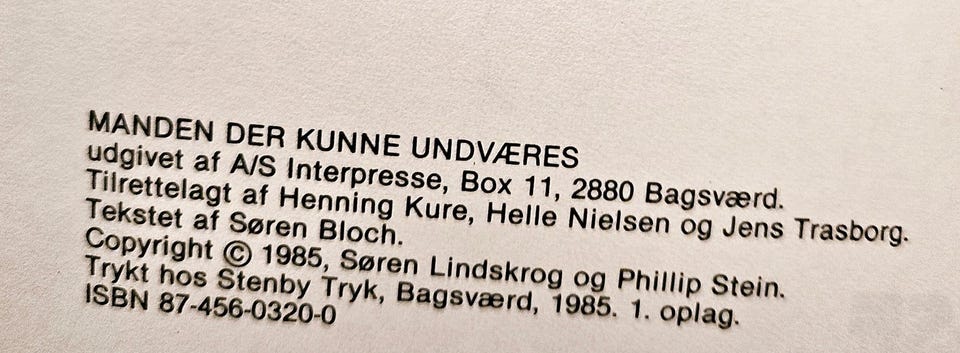 MANDEN DER KUNNE UNDVÆRES
udgivet af A/S Interpresse, Box 11, 2880 Bagsværd.
Tilrettelagt af Henning Kure, Helle Nielsen og Jens Trasborg.
Tekstet af Søren Bloch.
Copyright © 1985, Søren Lindskrog og Phillip Stein.
Trykt hos Stenby Tryk, Bagsværd, 1985. 1. oplag.
ISBN 87-456-0320-0